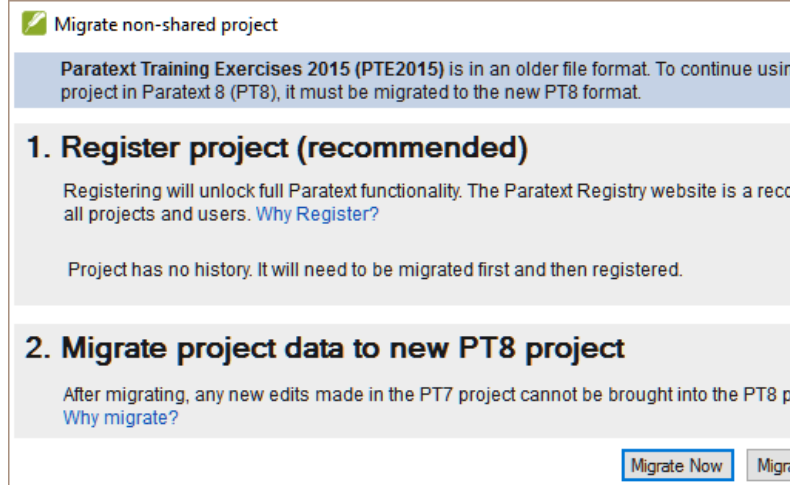 Migrate non-shared project
Paratext Training Exercises 2015 (PTE2015) is in an older file format. To continue
project in Paratext 8 (PT8), it must be migrated to the new PT8 format.
1. Register project (recommended)
Registering will unlock full Paratext functionality. The Paratext Registry website is a
all projects and users. Why Register?
Project has no history. It will need to be migrated first and then registered.
2. Migrate project data to new PT8 project
After migrating, any new edits made in the PT7 project cannot be brought into the PT8
Why migrate?
Migrate Now